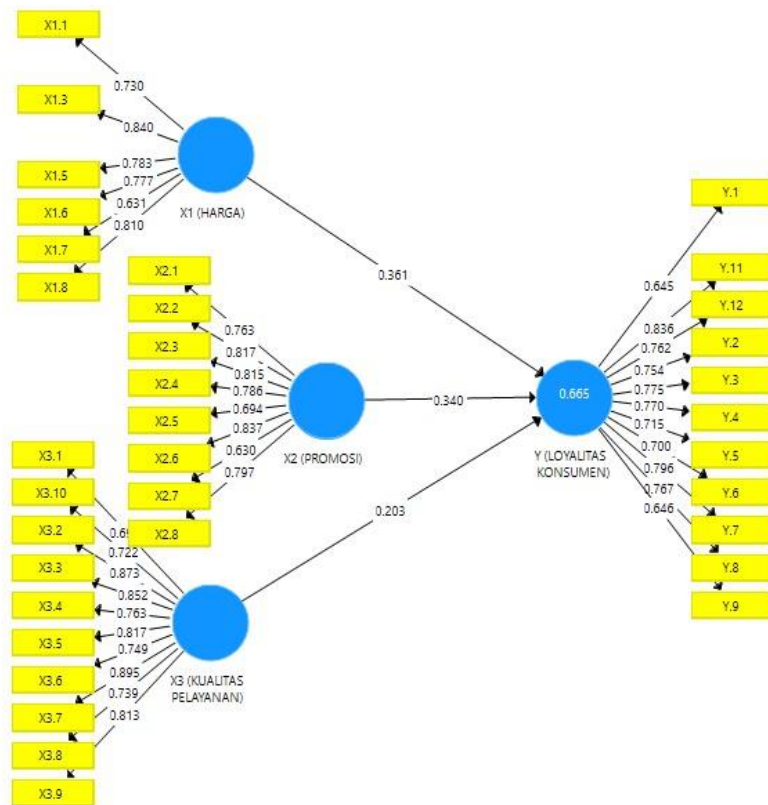 X1.1
0.730
X1.3
0.840
X1.5
0.783
X1.6
0.777
X1.7
0.631
X1.8
0.810
X1 (HARGA)
0.361
X2.1
0.763
X2.2
0.817
X2.3
0.815
X2.4
0.786
X2.5
0.694
X2.6
0.837
X2.7
0.630
X2.8
0.797
X2 (PROMOSI)
0.340
X3.1
X3.10
0.722
X3.2
0.873
X3.3
0.852
X3.4
0.763
X3.5
0.817
X3.6
0.749
X3.7
0.895
X3.8
0.739
X3.9
0.813
X3 (KUALITAS
PELAYANAN)
0.203
0.665
Y (LOYALITAS
KONSUMEN)
Y.1
0.645
Y.11
0.836
Y.12
0.762
Y.2
0.754
Y.3
0.775
Y.4
0.770
Y.5
0.715
Y.6
0.700
Y.7
0.796
Y.8
0.767
Y.9
0.646